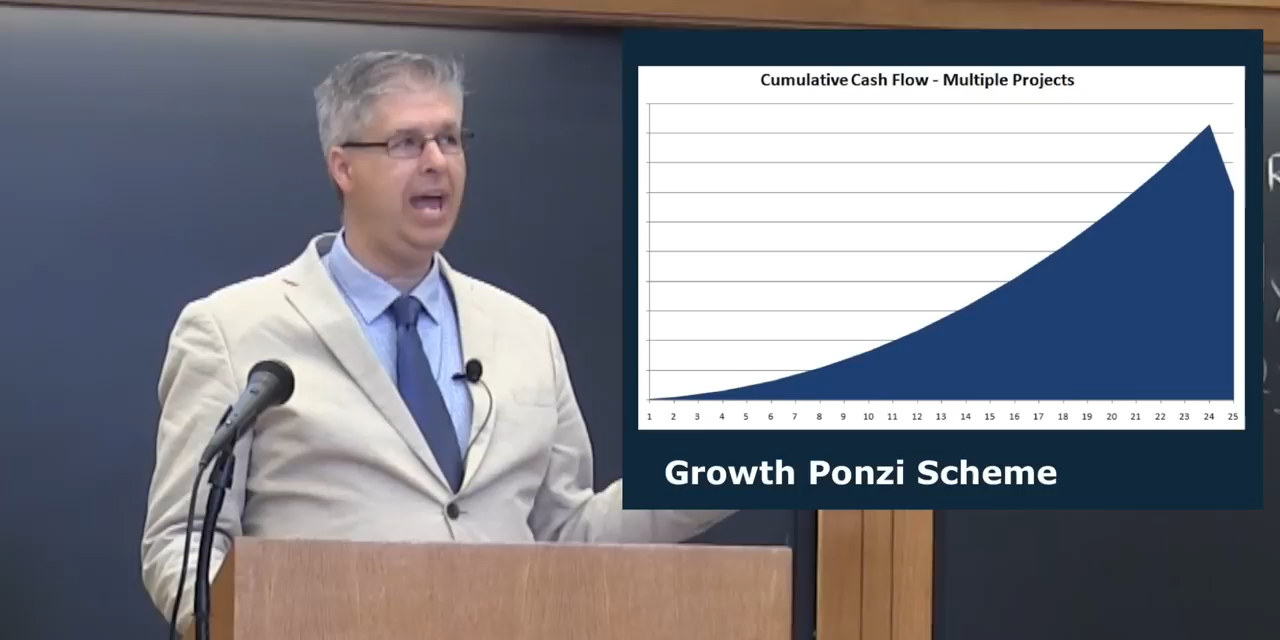 Cumulative Cash Flow - Multiple Projects
1 2 3 4 5 6 7 8 9 10 11 12 13 14 15 16 17 18 19 20 21 22 23 24 25
Growth Ponzi Scheme